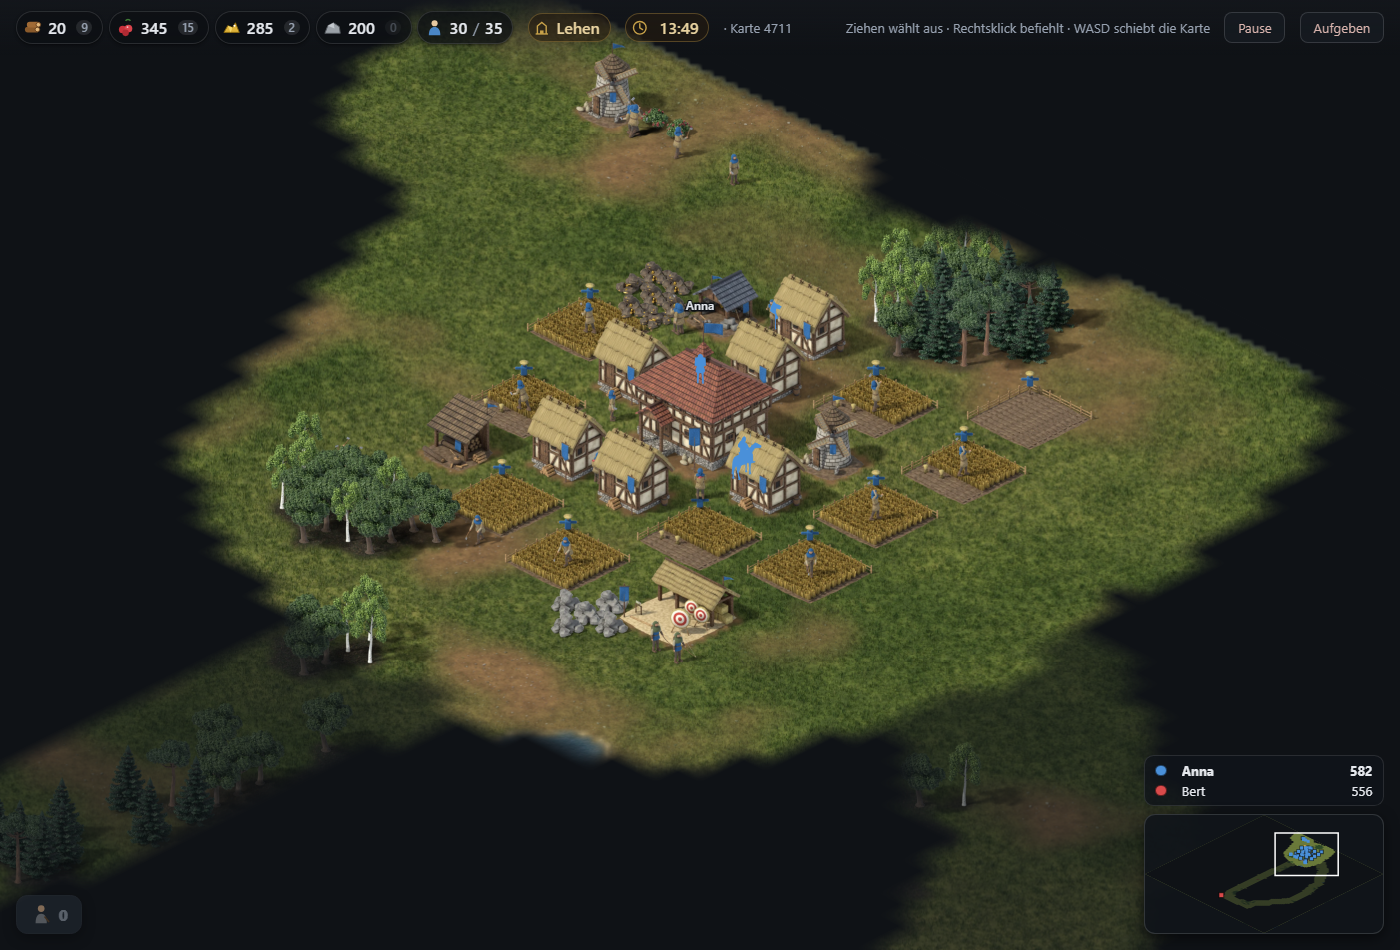 20 9 345 15 285 2 200 0 30 / 35 Lehen 13:49 · Karte 4711 Ziehen wählt aus · Rechtsklick befiehlt · WASD schiebt die Karte Pause Aufgeben
Anna
Anna 582
Bert 556
0